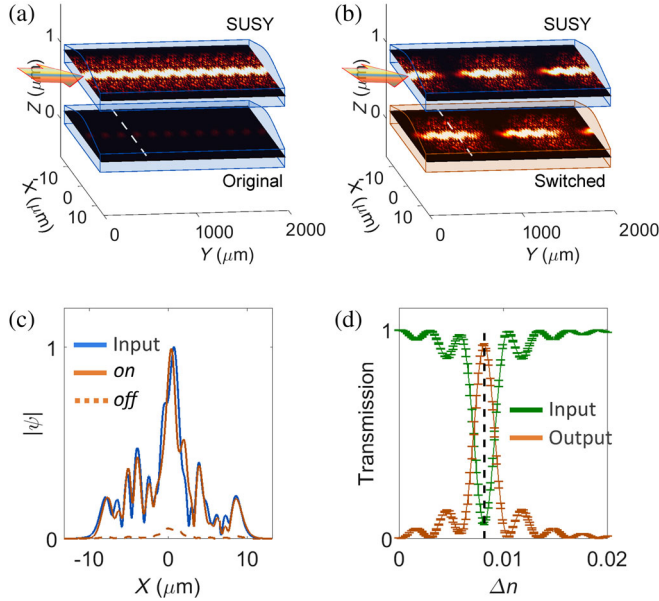 (a)
SUSY
1
Z (μm)
0
Original
-10
0
10
X (μm)
0
1000
2000
Y (μm)
(b)
SUSY
1
Z (μm)
0
Switched
-10
0
10
X (μm)
0
1000
2000
Y (μm)
(c)
Input
on
off
1
|ψ|
0
-10
0
10
X (μm)
(d)
1
Transmission
Input
Output
0
0
0.01
0.02
Δn